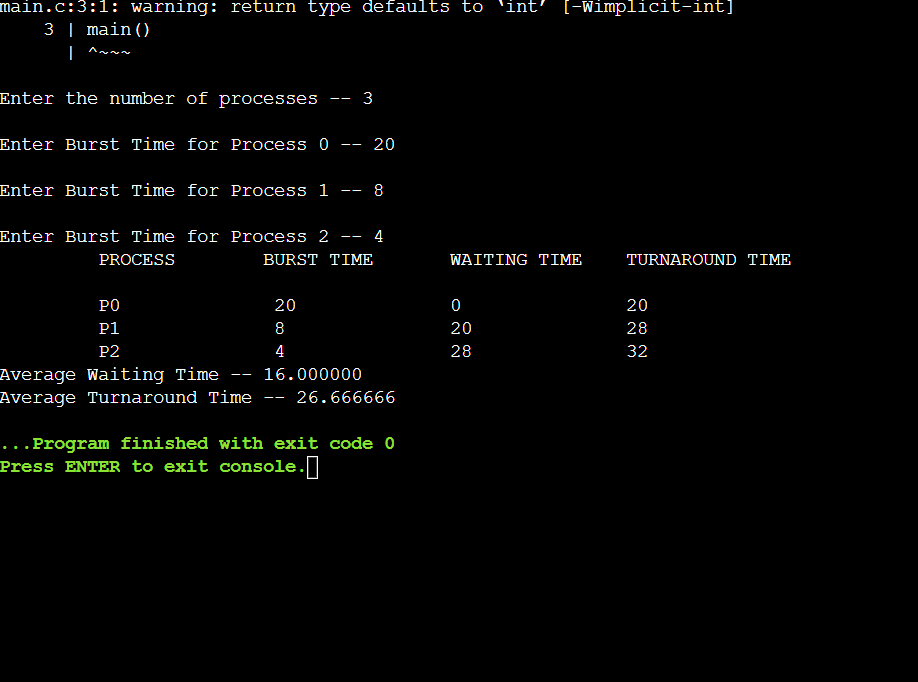 main.c:3:1: warning: return type defaults to ‘int’ [-Wimplicit-int]
3 | main()
| ^~~~
Enter the number of processes -- 3
Enter Burst Time for Process 0 -- 20
Enter Burst Time for Process 1 -- 8
Enter Burst Time for Process 2 -- 4
PROCESS BURST TIME WAITING TIME TURNAROUND TIME
P0 20 0 20
P1 8 20 28
P2 4 28 32
Average Waiting Time -- 16.000000
Average Turnaround Time -- 26.666666
...Program finished with exit code 0
Press ENTER to exit console.